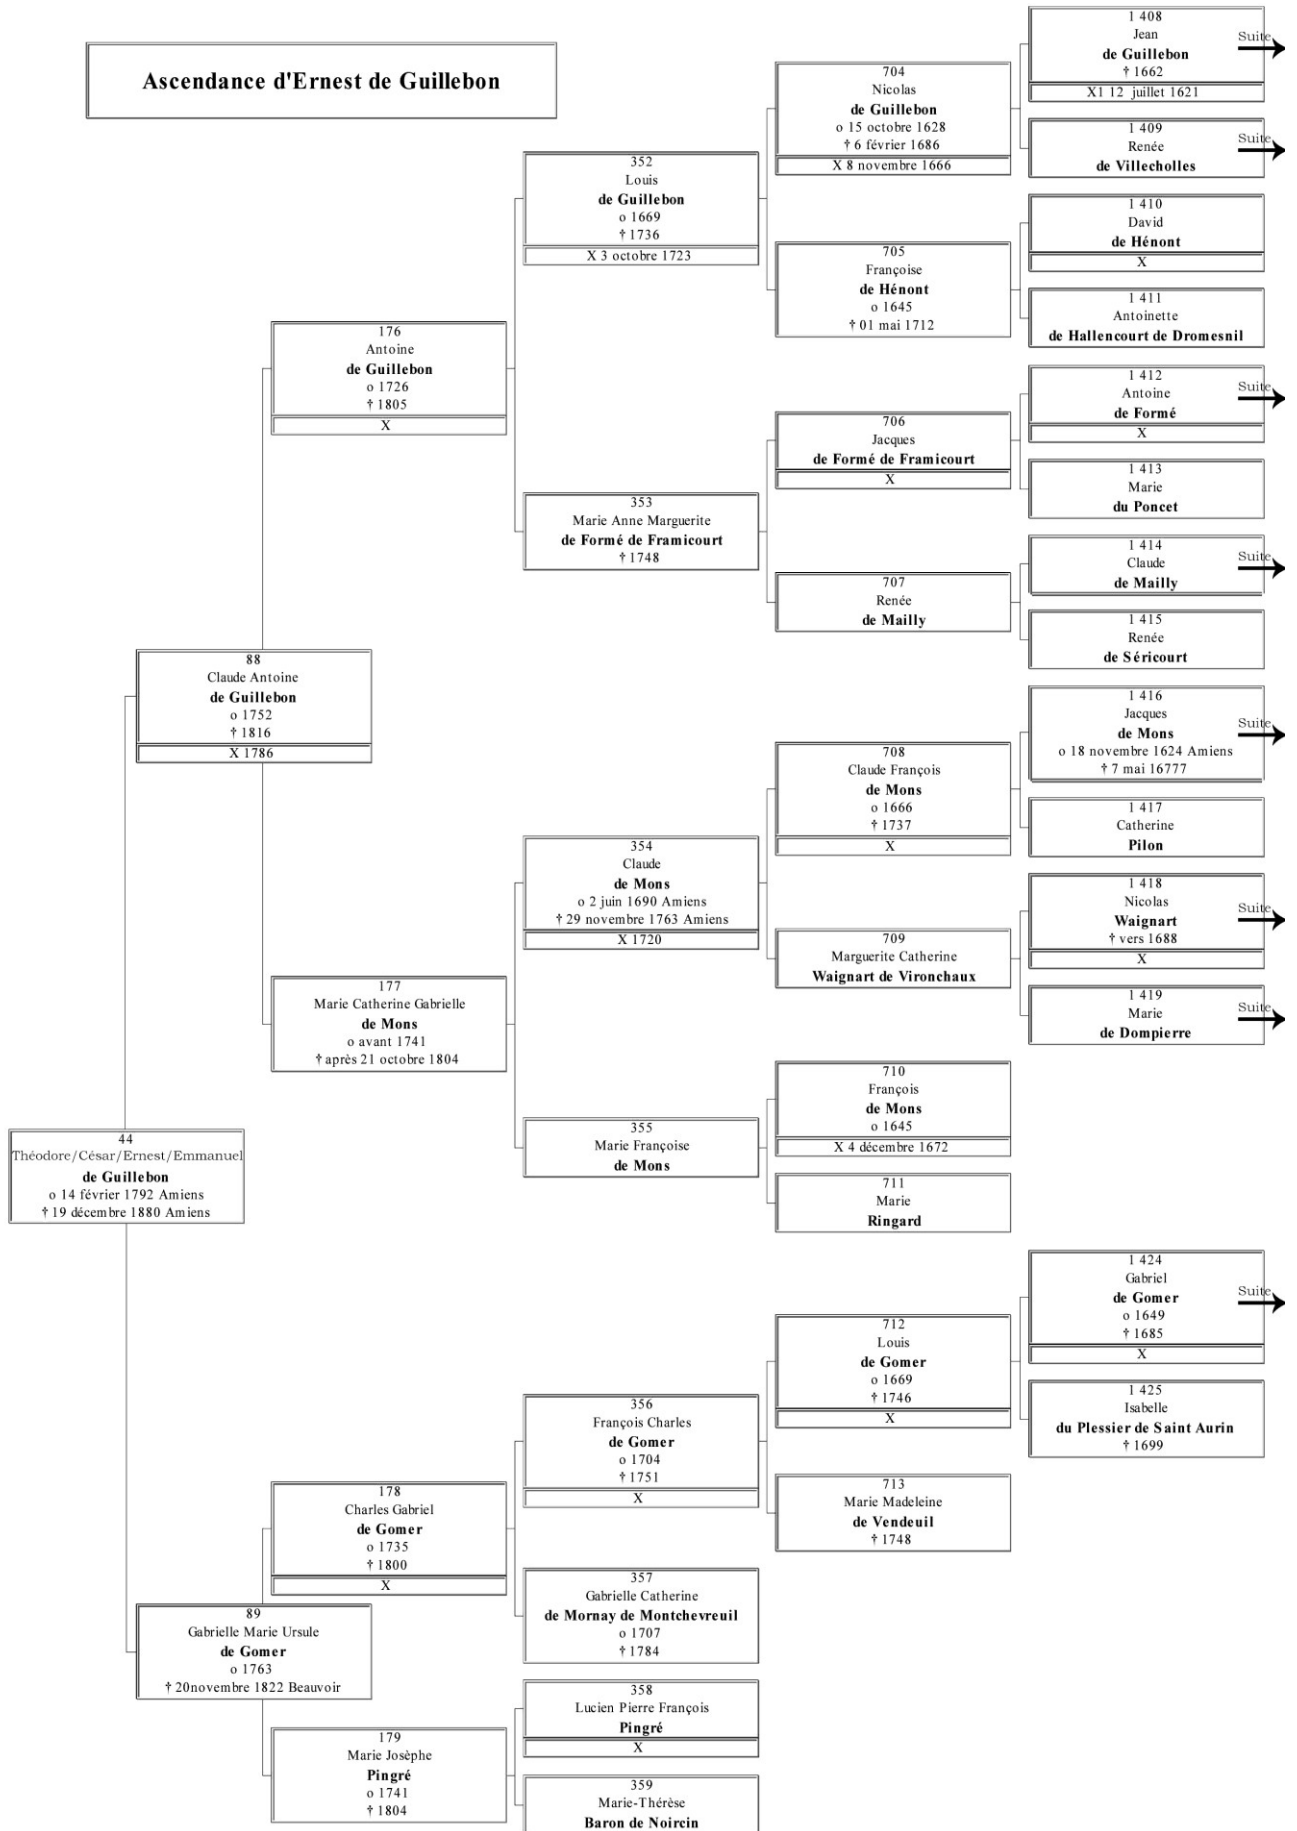 Ascendance d'Ernest de Guillebon
44
Théodore/César/Ernest/Emmanuel
de Guillebon
o 14 février 1792 Amiens
† 19 décembre 1880 Amiens
88
Claude Antoine
de Guillebon
o 1752
† 1816
X 1786
89
Gabrielle Marie Ursule
de Gomer
o 1763
† 20novembre 1822 Beauvoir
176
Antoine
de Guillebon
o 1726
† 1805
X
177
Marie Catherine Gabrielle
de Mons
o avant 1741
† après 21 octobre 1804
178
Charles Gabriel
de Gomer
o 1735
† 1800
X
179
Marie Josèphe
Pingré
o 1741
† 1804
352
Louis
de Guillebon
o 1669
† 1736
X 3 octobre 1723
353
Marie Anne Marguerite
de Formé de Framicourt
† 1748
354
Claude
de Mons
o 2 juin 1690 Amiens
† 29 novembre 1763 Amiens
X 1720
355
Marie Françoise
de Mons
356
François Charles
de Gomer
o 1704
† 1751
X
357
Gabrielle Catherine
de Mornay de Montchevreuil
o 1707
† 1784
358
Lucien Pierre François
Pingré
X
359
Marie-Thérèse
Baron de Noircin
704
Nicolas
de Guillebon
o 15 octobre 1628
† 6 février 1686
X 8 novembre 1666
705
Françoise
de Hénont
o 1645
† 01 mai 1712
706
Jacques
de Formé de Framicourt
X
707
Renée
de Mailly
708
Claude François
de Mons
o 1666
† 1737
X
709
Marguerite Catherine
Waignart de Vironchaux
710
François
de Mons
o 1645
X 4 décembre 1672
711
Marie
Ringard
712
Louis
de Gomer
o 1669
† 1746
X
713
Marie Madeleine
de Vendeuil
† 1748
1 408
Jean
de Guillebon
† 1662
X1 12 juillet 1621
Suite
1 409
Renée
de Villecholles
Suite
1 410
David
de Hénont
X
1 411
Antoinette
de Hallencourt de Dromesnil
1 412
Antoine
de Formé
X
Suite
1 413
Marie
du Poncet
1 414
Claude
de Mailly
Suite
1 415
Renée
de Séricourt
1 416
Jacques
de Mons
o 18 novembre 1624 Amiens
† 7 mai 16777
Suite
1 417
Catherine
Pilon
1 418
Nicolas
Waignart
† vers 1688
X
Suite
1 419
Marie
de Dompierre
Suite
1 424
Gabriel
de Gomer
o 1649
† 1685
X
Suite
1 425
Isabelle
du Plessier de Saint Aurin
† 1699